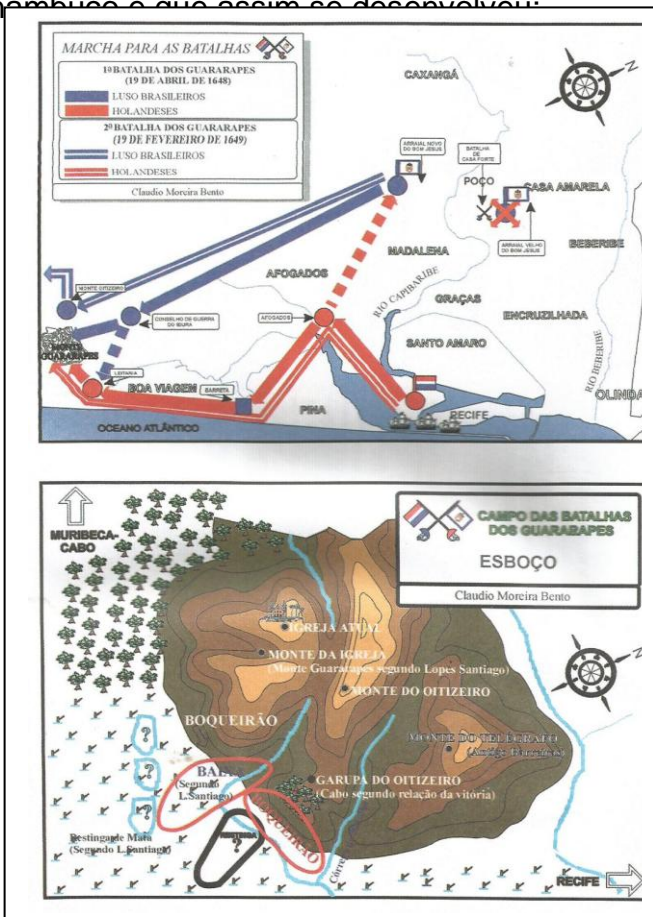 MARCHA PARA AS BATALHAS
1ª BATALHA DOS GUARARAPES
(19 DE ABRIL DE 1648)
LUSO BRASILEIROS
HOLANDESES
2ª BATALHA DOS GUARARAPES
(19 DE FEVEREIRO DE 1649)
LUSO BRASILEIROS
HOLANDESES
Claudio Moreira Bento
CAXANGÁ
N
ARRAIAL NOVO
DO BOM JESUS
BATALHA
DE
CASA FORTE
POÇO
CASA AMARELA
ARRAIAL VELHO
DO BOM JESUS
BEBERIBE
MADALENA
AFOGADOS
RIO CAPIBARIBE
GRAÇAS
ENCRUZILHADA
MONTE OITIZEIRO
CONSELHO DE GUERRA
DO IBURA
AFOGADOS
SANTO AMARO
RIO BEBERIBE
MONTE
GUARARAPES
LEITARIA
BOA VIAGEM
BARRETA
PINA
RECIFE
OLINDA
OCEANO ATLÂNTICO
MURIBECA-
CABO
CAMPO DAS BATALHAS
DOS GUARARAPES
ESBOÇO
Claudio Moreira Bento
N
IGREJA ATUAL
MONTE DA IGREJA
(Monte Guararapes segundo Lopes Santiago)
MONTE DO OITIZEIRO
BOQUEIRÃO
MONTE DO TELEGRAFO
?
?
?
(Segundo
L.Santiago)
GARUPA DO OITIZEIRO
(Cabo segundo relação da vitória)
BOQUEIRÃO
Restinga de Mata
(Segundo L.Santiago)
RESTINGA
?
RECIFE